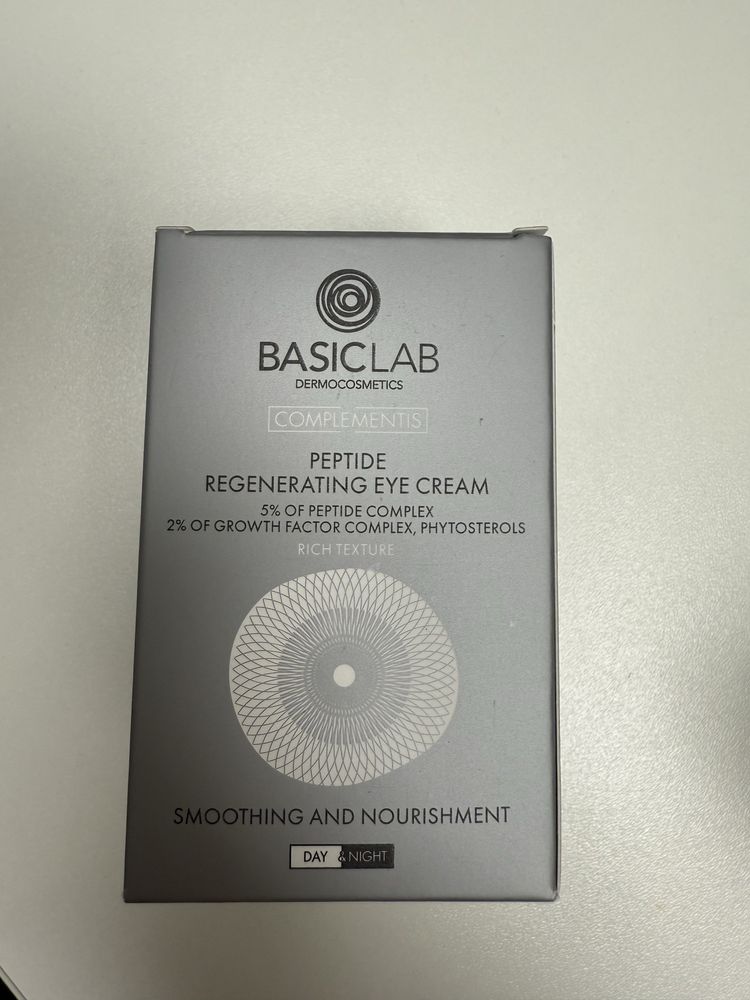 BASICLAB
DERMOCOSMETICS
COMPLEMENTIS
PEPTIDE
REGENERATING EYE CREAM
5% OF PEPTIDE COMPLEX
2% OF GROWTH FACTOR COMPLEX, PHYTOSTEROLS
RICH TEXTURE
SMOOTHING AND NOURISHMENT
DAY & NIGHT